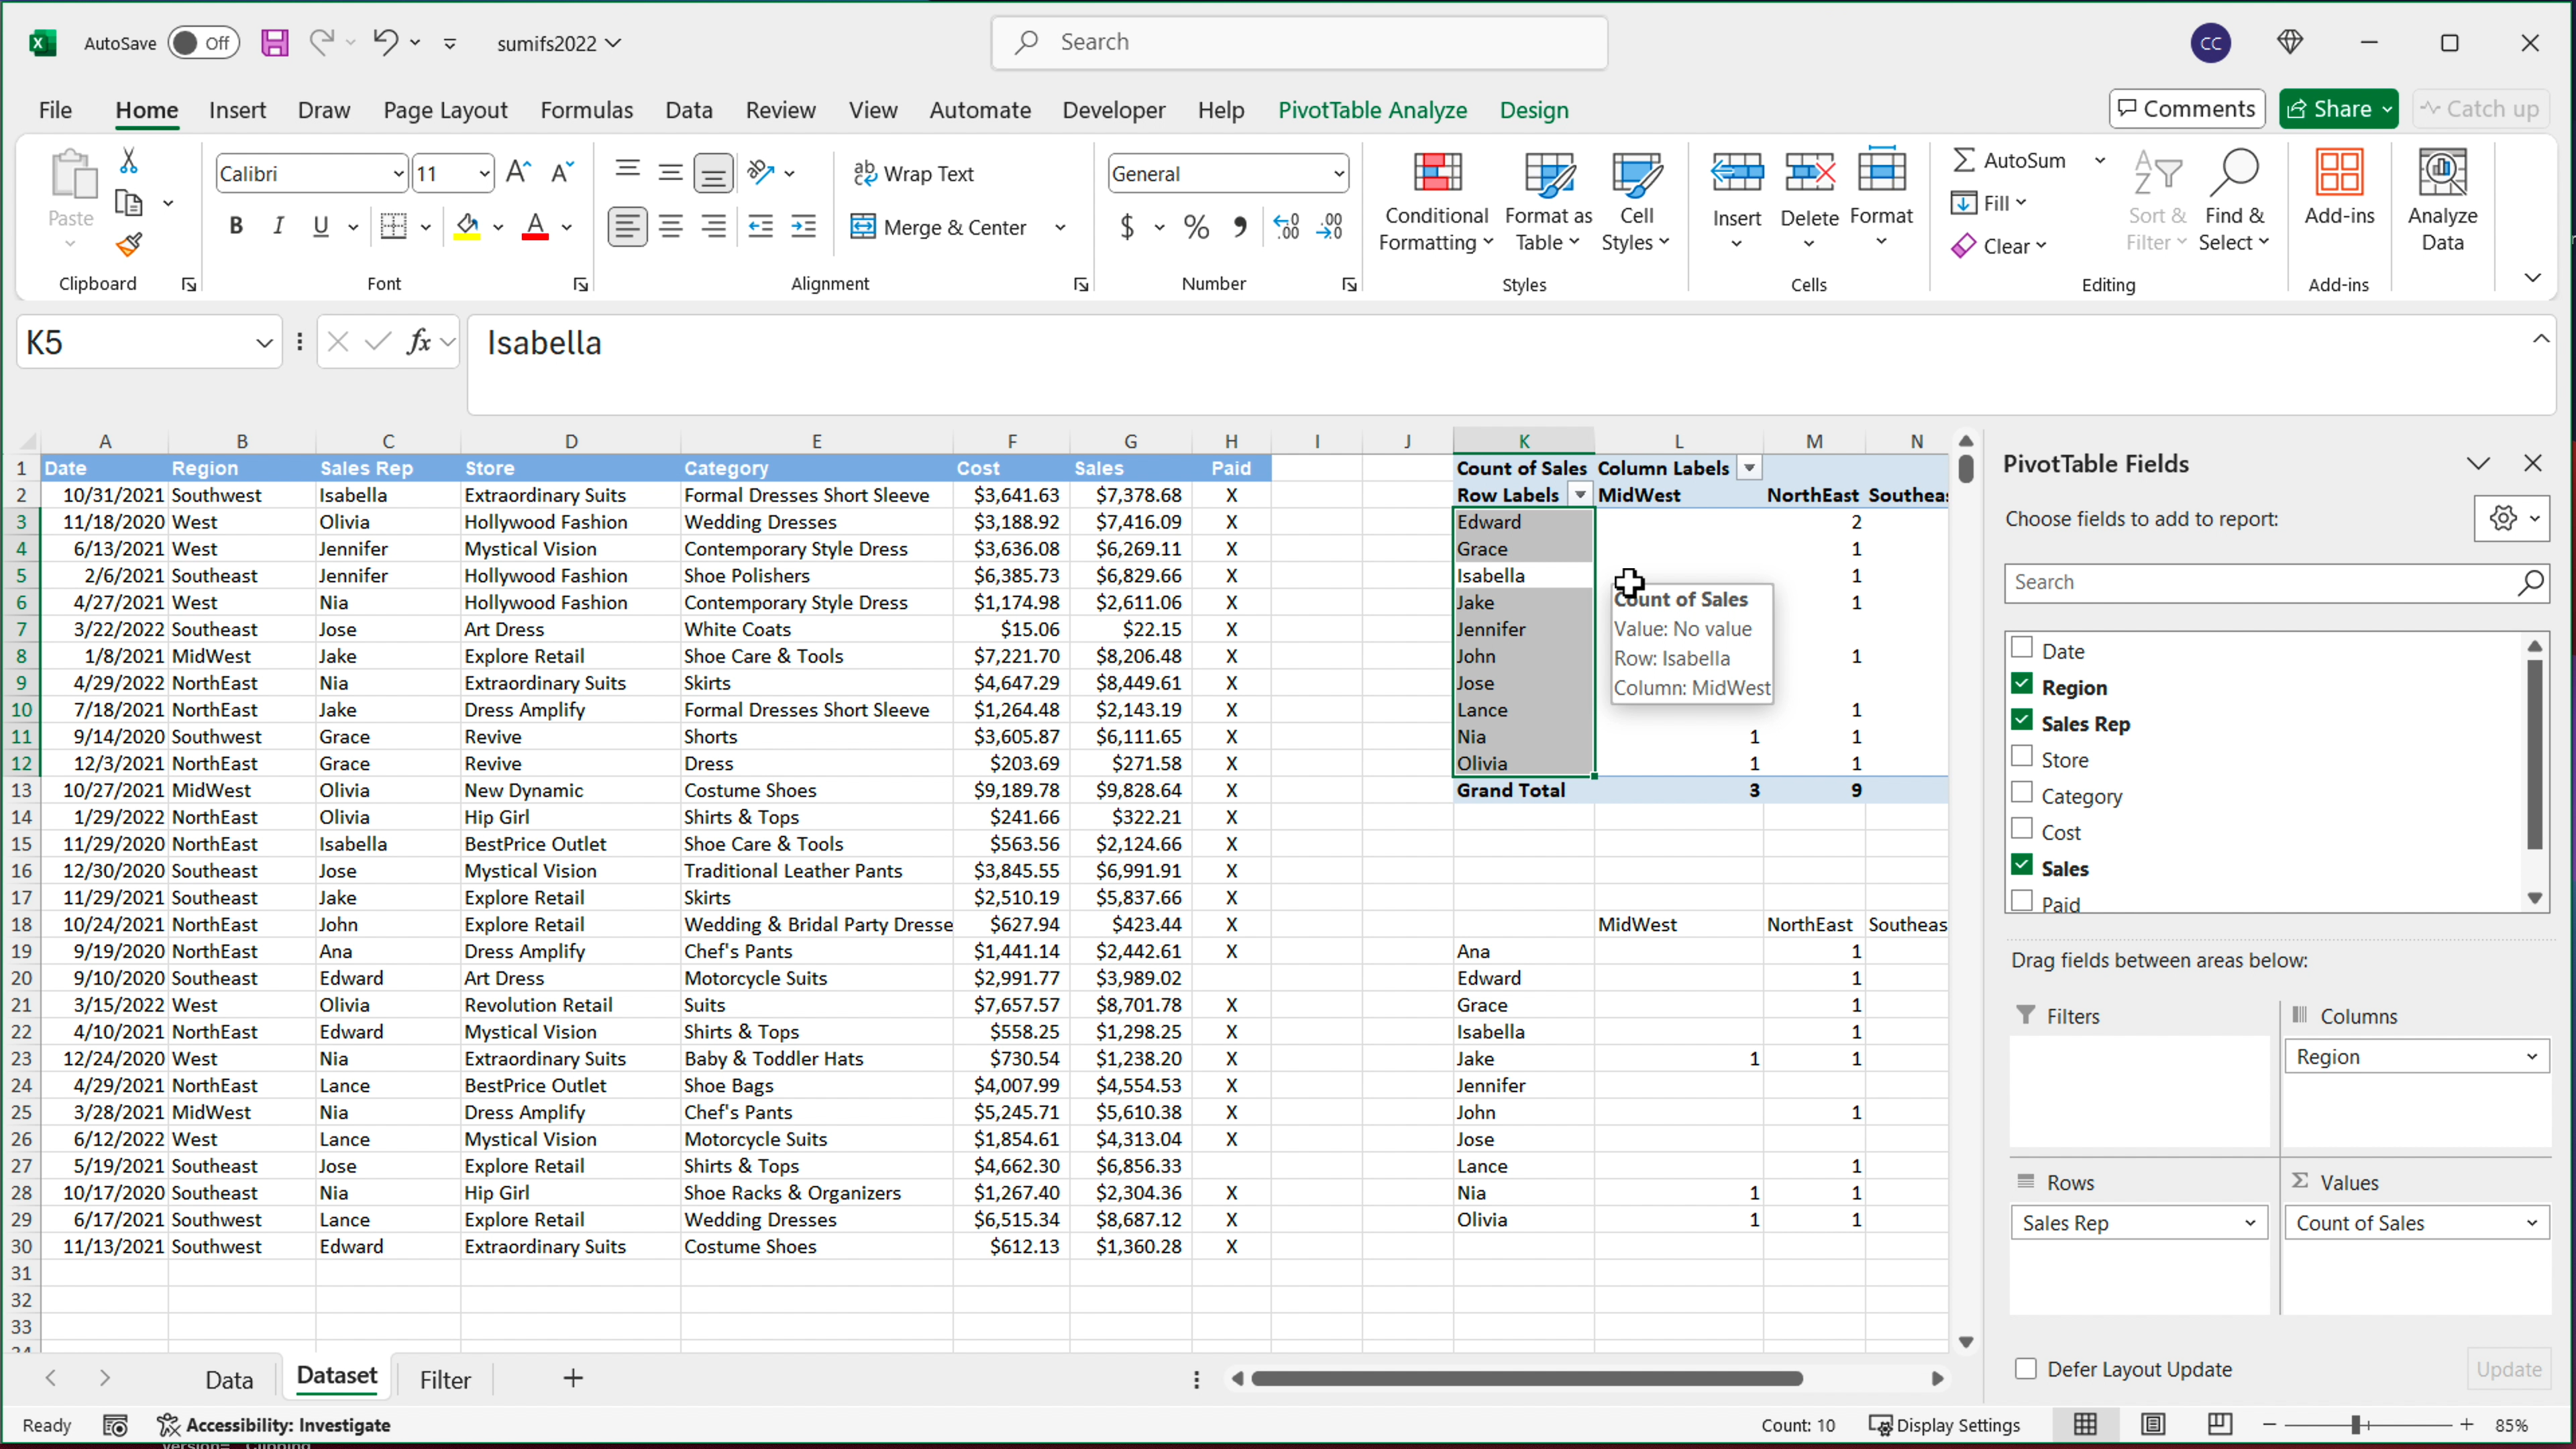 AutoSave Off sumifs2022 Search CC
File Home Insert Draw Page Layout Formulas Data Review View Automate Developer Help PivotTable Analyze Design Comments Share Catch up
Paste
Calibri 11
B I U A
Wrap Text
Merge & Center
General
$ %
Conditional Formatting
Format as Table
Cell Styles
Insert Delete Format
AutoSum
Fill
Clear
Sort & Filter
Find & Select
Add-ins
Analyze Data
Clipboard Font Alignment Number Styles Cells Editing Add-ins
K5 fx Isabella
A B C D E F G H I J K L M N
1 Date Region Sales Rep Store Category Cost Sales Paid Count of Sales Column Labels
2 10/31/2021 Southwest Isabella Extraordinary Suits Formal Dresses Short Sleeve $3,641.63 $7,378.68 X Row Labels MidWest NorthEast Southeas
3 11/18/2020 West Olivia Hollywood Fashion Wedding Dresses $3,188.92 $7,416.09 X Edward 2
4 6/13/2021 West Jennifer Mystical Vision Contemporary Style Dress $3,636.08 $6,269.11 X Grace 1
5 2/6/2021 Southeast Jennifer Hollywood Fashion Shoe Polishers $6,385.73 $6,829.66 X Isabella 1
6 4/27/2021 West Nia Hollywood Fashion Contemporary Style Dress $1,174.98 $2,611.06 X Jake 1
7 3/22/2022 Southeast Jose Art Dress White Coats $15.06 $22.15 X Jennifer
8 1/8/2021 MidWest Jake Explore Retail Shoe Care & Tools $7,221.70 $8,206.48 X John 1
9 4/29/2022 NorthEast Nia Extraordinary Suits Skirts $4,647.29 $8,449.61 X Jose
10 7/18/2021 NorthEast Jake Dress Amplify Formal Dresses Short Sleeve $1,264.48 $2,143.19 X Lance 1
11 9/14/2020 Southwest Grace Revive Shorts $3,605.87 $6,111.65 X Nia 1 1
12 12/3/2021 NorthEast Grace Revive Dress $203.69 $271.58 X Olivia 1 1
13 10/27/2021 MidWest Olivia New Dynamic Costume Shoes $9,189.78 $9,828.64 X Grand Total 3 9
14 1/29/2022 NorthEast Olivia Hip Girl Shirts & Tops $241.66 $322.21 X
15 11/29/2020 NorthEast Isabella BestPrice Outlet Shoe Care & Tools $563.56 $2,124.66 X
16 12/30/2020 Southeast Jose Mystical Vision Traditional Leather Pants $3,845.55 $6,991.91 X
17 11/29/2021 Southeast Jake Explore Retail Skirts $2,510.19 $5,837.66 X
18 10/24/2021 NorthEast John Explore Retail Wedding & Bridal Party Dresse $627.94 $423.44 X MidWest NorthEast Southeas
19 9/19/2020 NorthEast Ana Dress Amplify Chef's Pants $1,441.14 $2,442.61 X Ana 1
20 9/10/2020 Southeast Edward Art Dress Motorcycle Suits $2,991.77 $3,989.02 Edward 1
21 3/15/2022 West Olivia Revolution Retail Suits $7,657.57 $8,701.78 X Grace 1
22 4/10/2021 NorthEast Edward Mystical Vision Shirts & Tops $558.25 $1,298.25 X Isabella 1
23 12/24/2020 West Nia Extraordinary Suits Baby & Toddler Hats $730.54 $1,238.20 X Jake 1 1
24 4/29/2021 NorthEast Lance BestPrice Outlet Shoe Bags $4,007.99 $4,554.53 X Jennifer
25 3/28/2021 MidWest Nia Dress Amplify Chef's Pants $5,245.71 $5,610.38 X John 1
26 6/12/2022 West Lance Mystical Vision Motorcycle Suits $1,854.61 $4,313.04 X Jose
27 5/19/2021 Southeast Jose Explore Retail Shirts & Tops $4,662.30 $6,856.33 Lance 1
28 10/17/2020 Southeast Nia Hip Girl Shoe Racks & Organizers $1,267.40 $2,304.36 X Nia 1 1
29 6/17/2021 Southwest Lance Explore Retail Wedding Dresses $6,515.34 $8,687.12 X Olivia 1 1
30 11/13/2021 Southwest Edward Extraordinary Suits Costume Shoes $612.13 $1,360.28 X
31
32
33
Count of Sales
Value: No value
Row: Isabella
Column: MidWest
PivotTable Fields
Choose fields to add to report:
Search
Date
Region
Sales Rep
Store
Category
Cost
Sales
Paid
Drag fields between areas below:
Filters Columns
Region
Rows Values
Sales Rep Count of Sales
Defer Layout Update Update
Data Dataset Filter
Ready Accessibility: Investigate Count: 10 Display Settings 85%